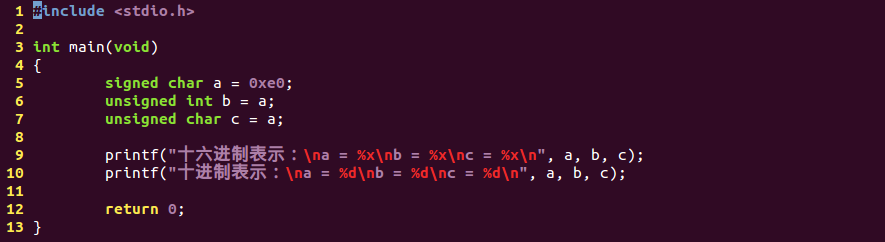 1 #include <stdio.h>
2
3 int main(void)
4 {
5         signed char a = 0xe0;
6         unsigned int b = a;
7         unsigned char c = a;
8
9         printf("十六进制表示：\na = %x\nb = %x\nc = %x\n", a, b, c);
10         printf("十进制表示：\na = %d\nb = %d\nc = %d\n", a, b, c);
11
12         return 0;
13 }